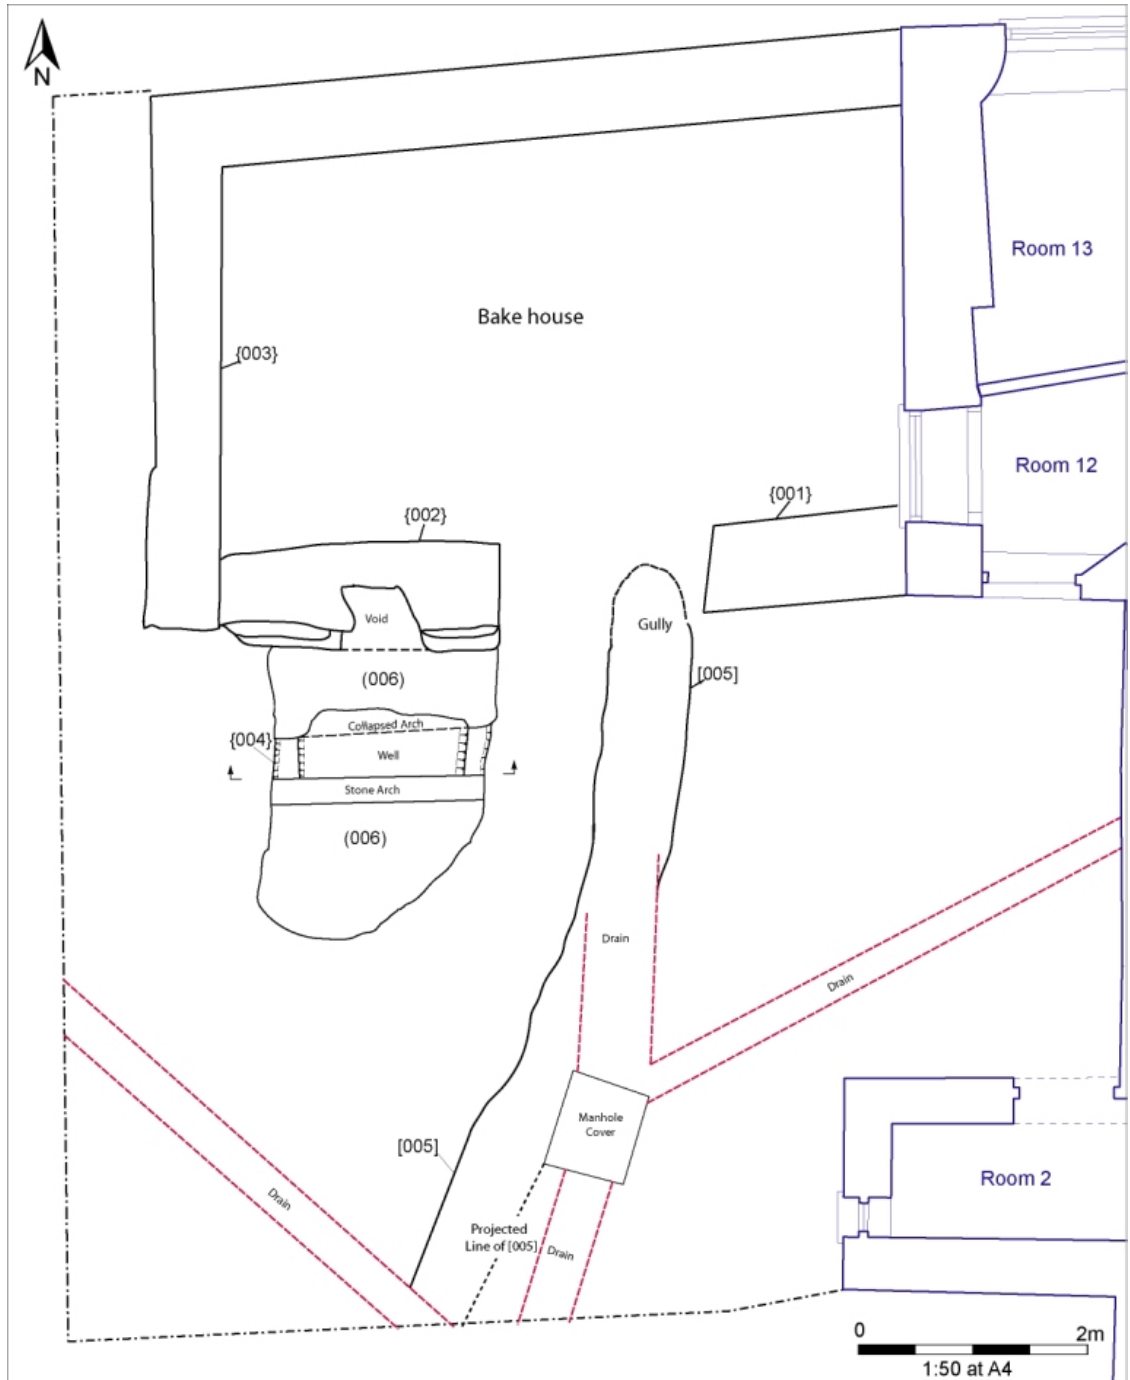 N
Room 13
Bake house
{003}
Room 12
{001}
{002}
Void
Gully
(006)
[005]
Collapsed Arch
{004}
Well
Stone Arch
(006)
Drain
Drain
Manhole
Cover
[005]
Room 2
Drain
Projected
Line of [005]
Drain
0 2m
1:50 at A4